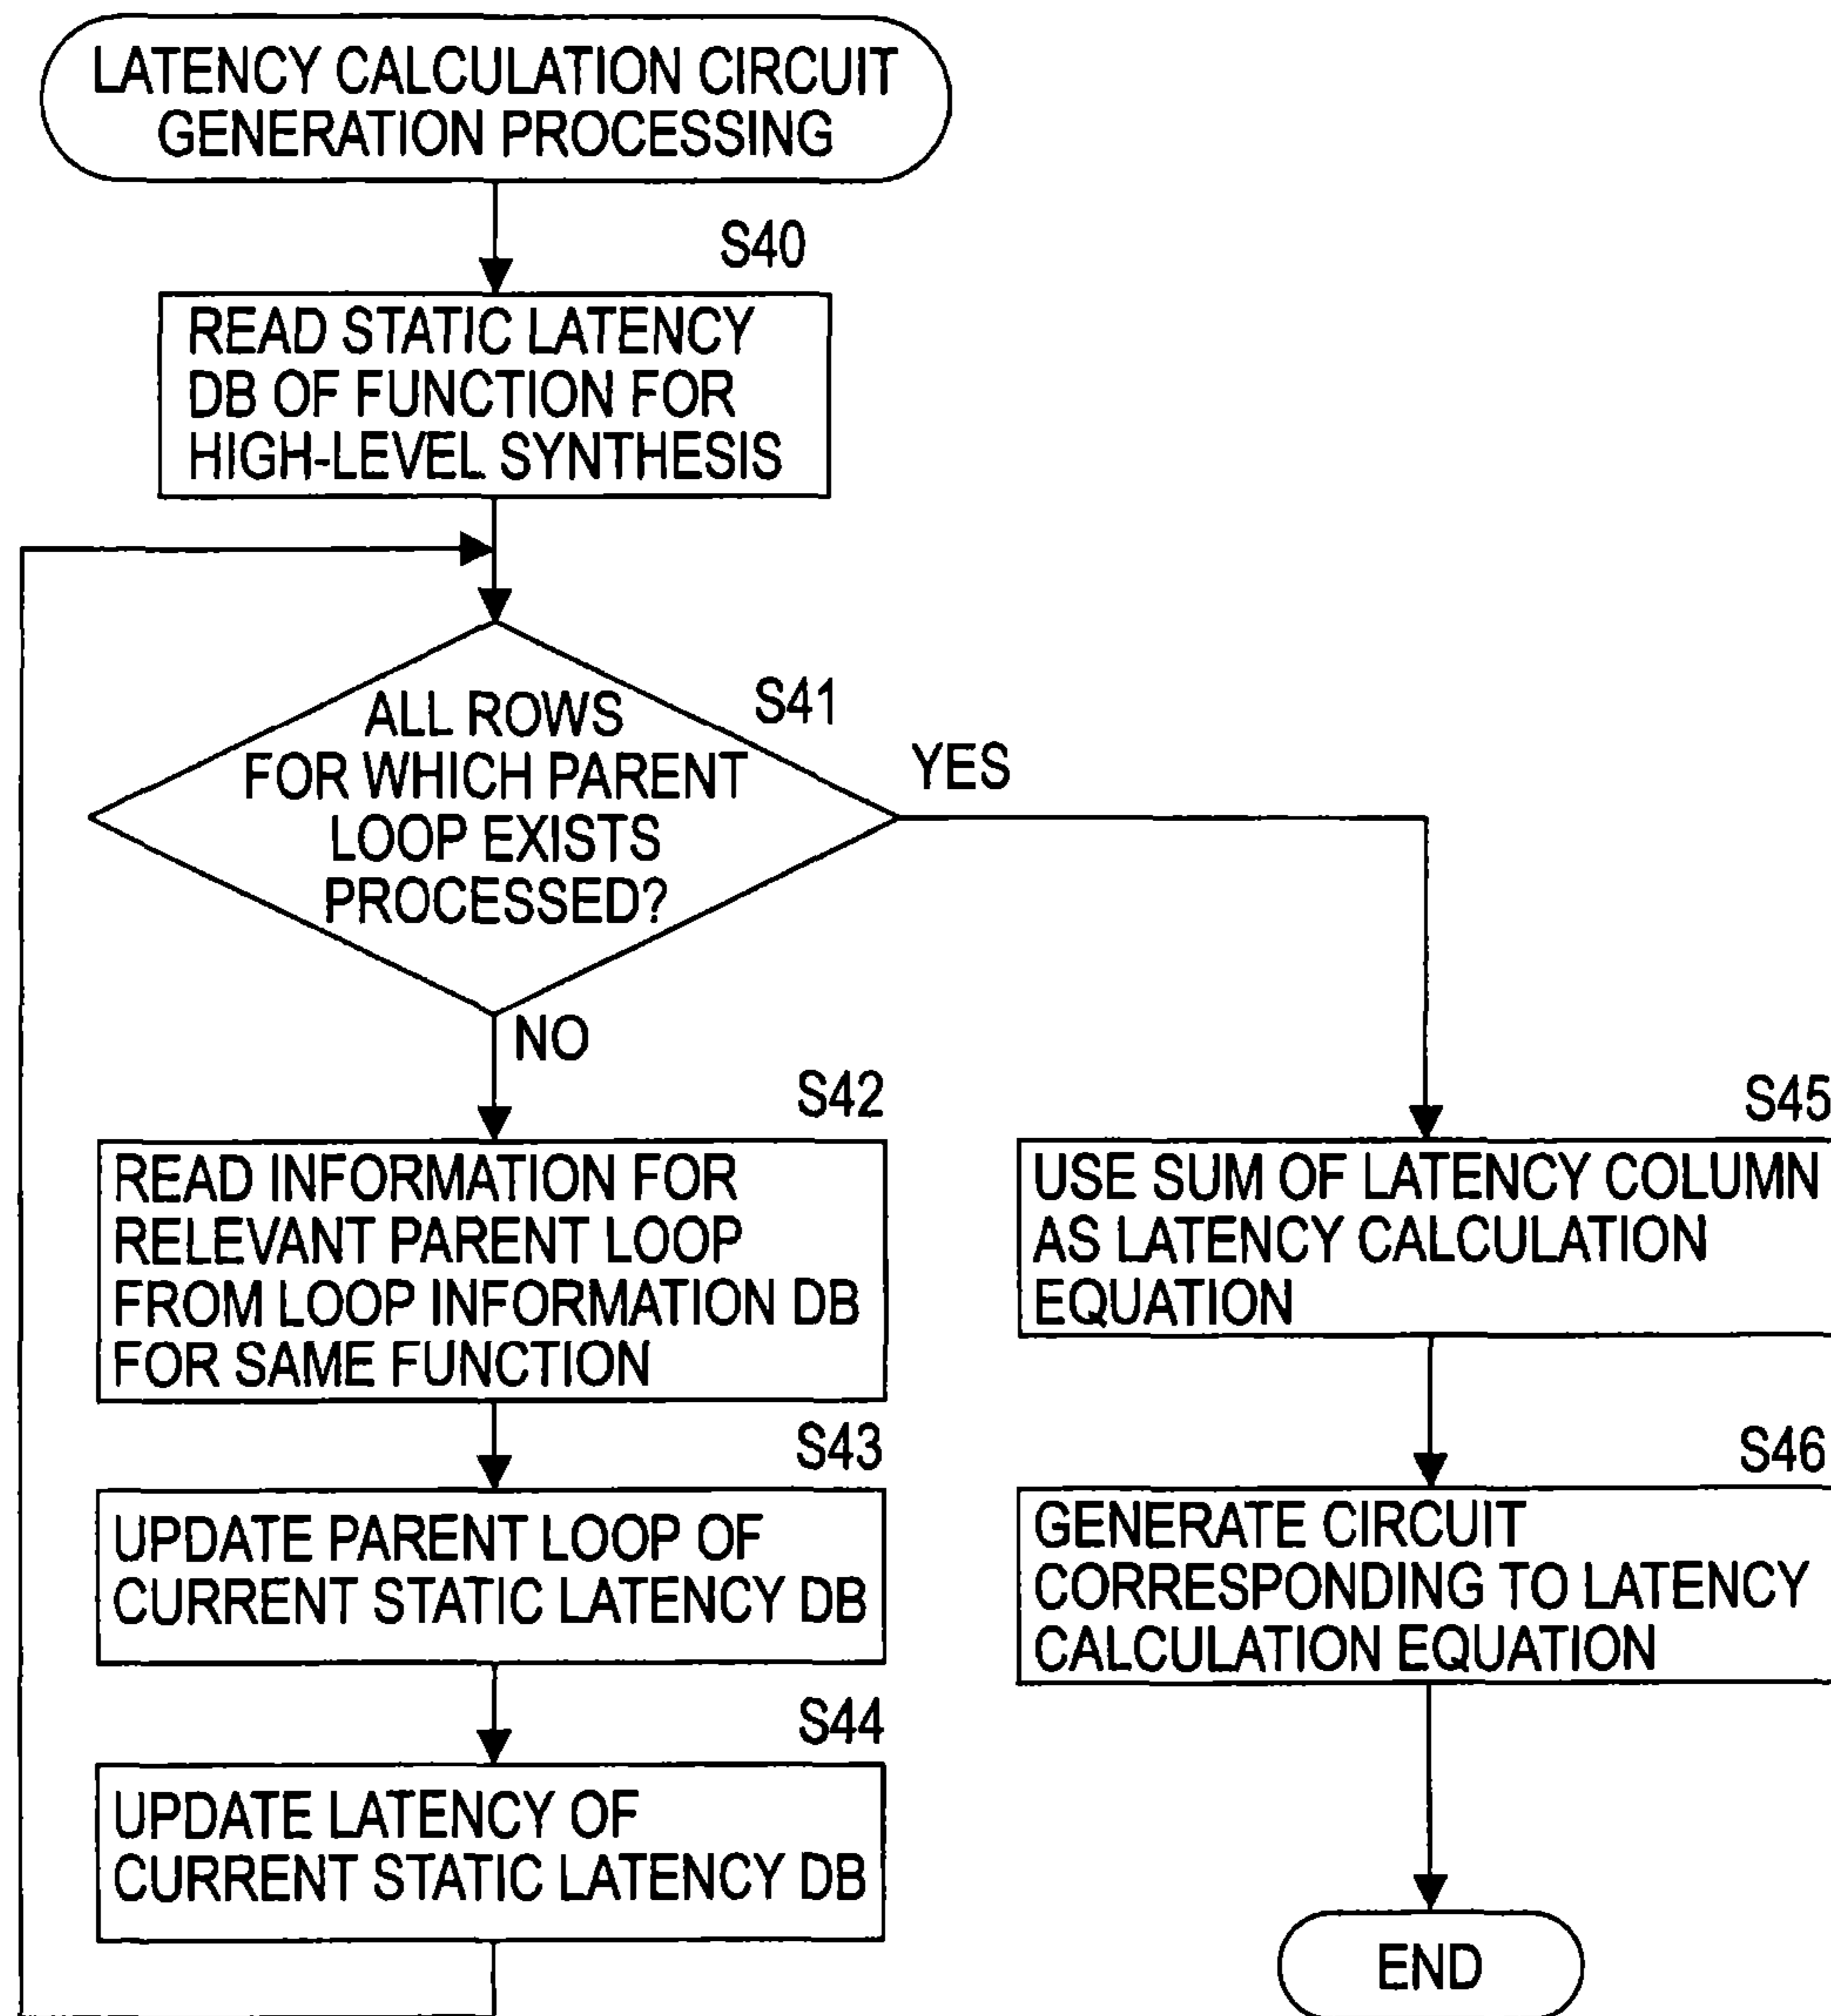 LATENCY CALCULATION CIRCUIT
GENERATION PROCESSING
S40
READ STATIC LATENCY
DB OF FUNCTION FOR
HIGH-LEVEL SYNTHESIS
S41
ALL ROWS
FOR WHICH PARENT
LOOP EXISTS
PROCESSED?
YES
NO
S42
READ INFORMATION FOR
RELEVANT PARENT LOOP
FROM LOOP INFORMATION DB
FOR SAME FUNCTION
S43
UPDATE PARENT LOOP OF
CURRENT STATIC LATENCY DB
S44
UPDATE LATENCY OF
CURRENT STATIC LATENCY DB
S45
USE SUM OF LATENCY COLUMN
AS LATENCY CALCULATION
EQUATION
S46
GENERATE CIRCUIT
CORRESPONDING TO LATENCY
CALCULATION EQUATION
END